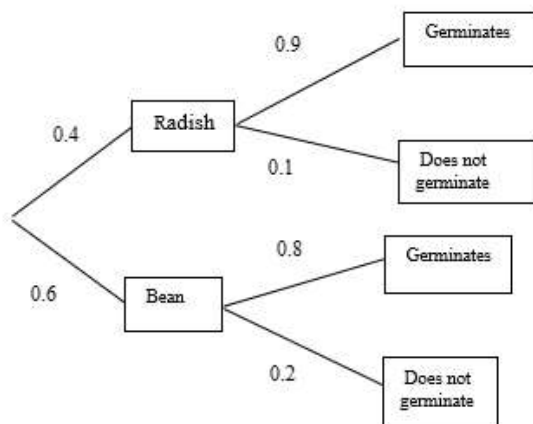 Germinates
0.9
Radish
0.4
0.1
Does not
germinate
0.8
Germinates
0.6
Bean
0.2
Does not
germinate